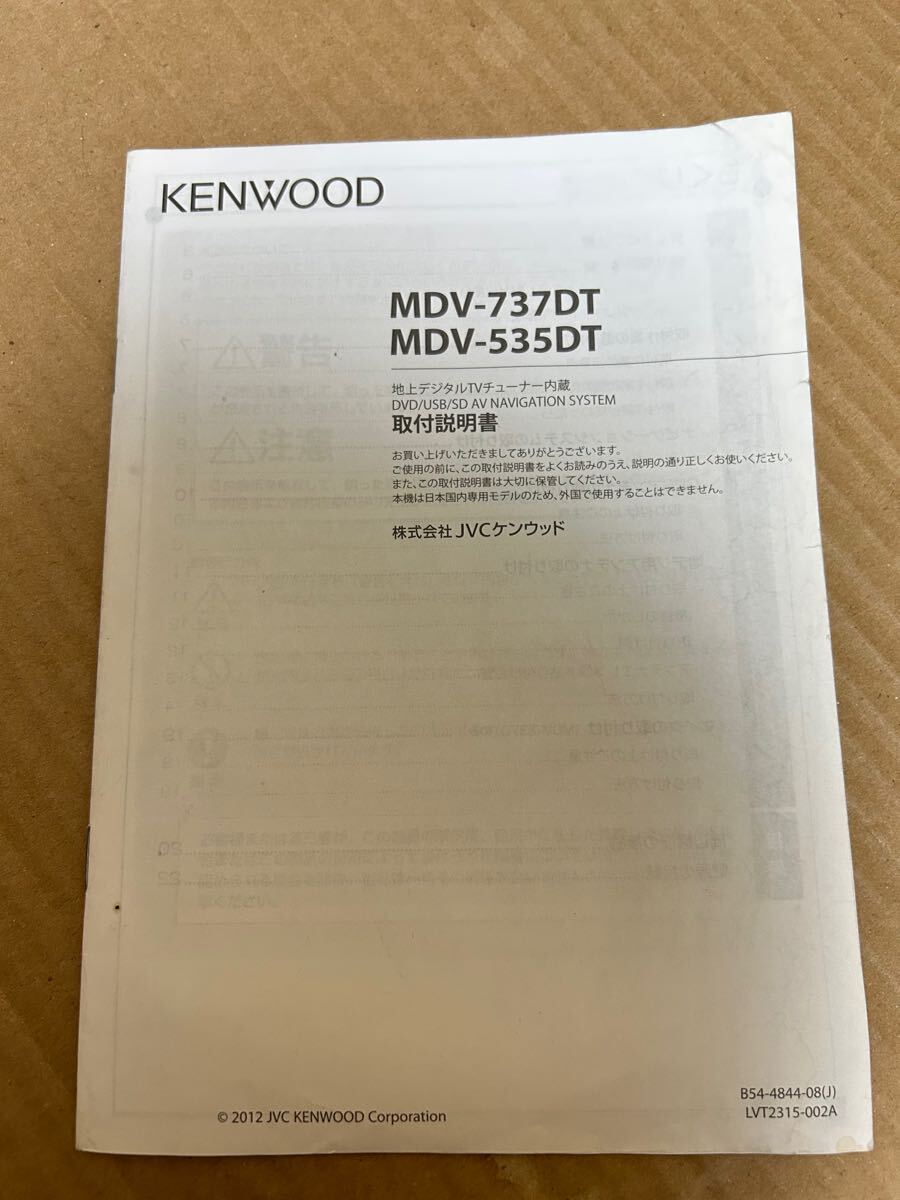 KENWOOD
MDV-737DT
MDV-535DT
地上デジタルTVチューナー内蔵
DVD/USB/SD AV NAVIGATION SYSTEM
取付説明書
お買い上げいただきましてありがとうございます。
ご使用の前に、この取付説明書をよくお読みのうえ、説明の通り正しくお使いください。
また、この取付説明書は大切に保管してください。
本機は日本国内専用モデルのため、外国で使用することはできません。
株式会社JVCケンウッド
B54-4844-08(J)
© 2012 JVC KENWOOD Corporation
LVT2315-002A